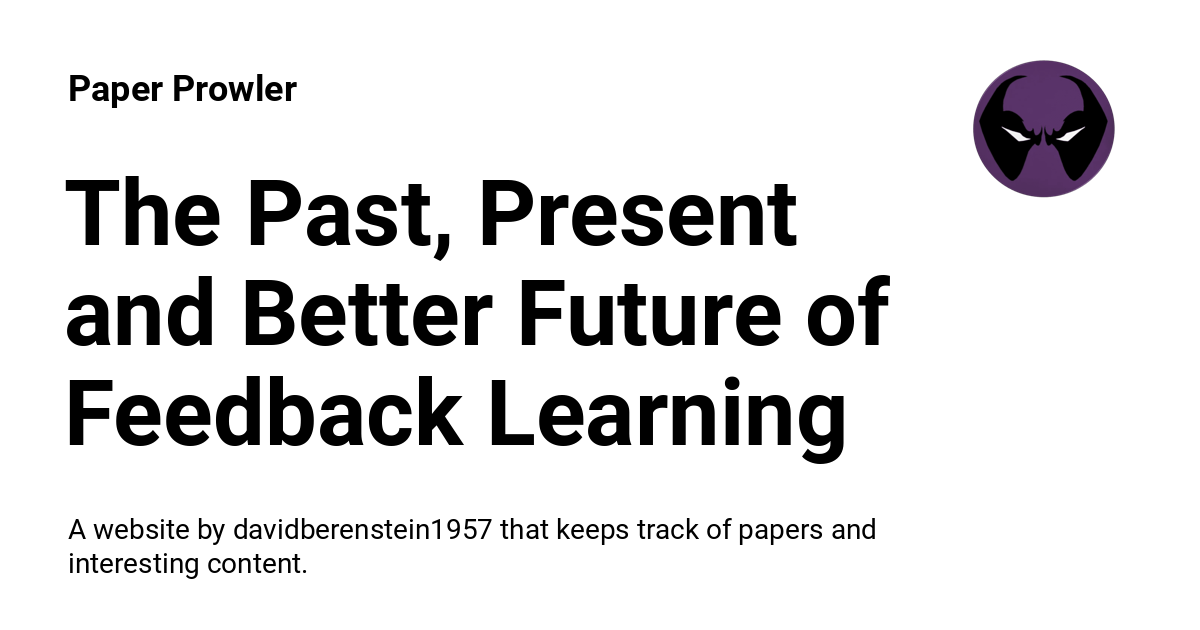 Paper Prowler
The Past, Present
and Better Future of
Feedback Learning
A website by davidberenstein1957 that keeps track of papers and
interesting content.